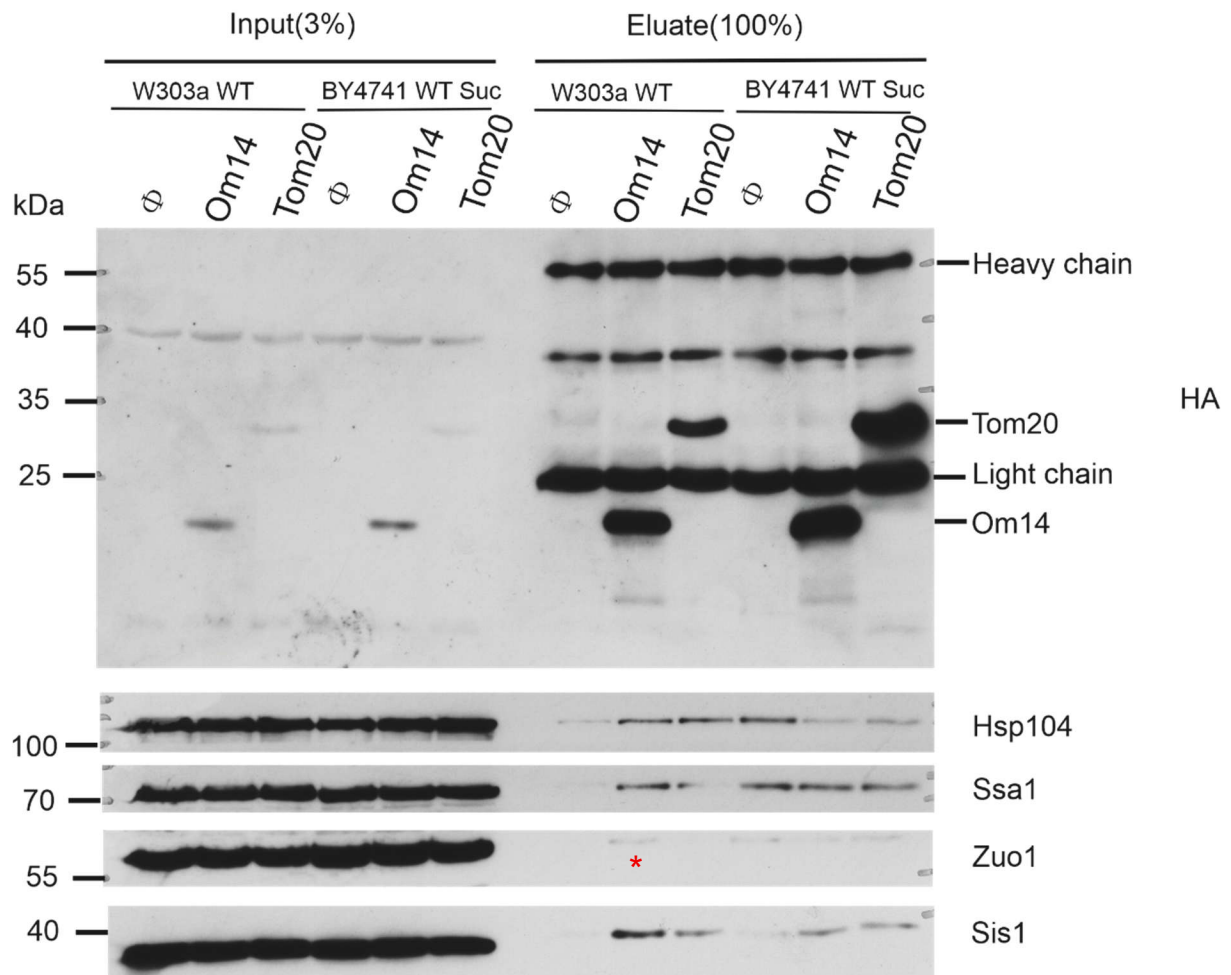 Input(3%) Eluate(100%)
W303a WT BY4741 WT Suc W303a WT BY4741 WT Suc
kDa Φ Om14 Tom20 Φ Om14 Tom20 Φ Om14 Tom20 Φ Om14 Tom20
55 Heavy chain
40
35 HA
Tom20
25 Light chain
Om14
Hsp104
100
Ssa1
70
Zuo1
*
55
40 Sis1